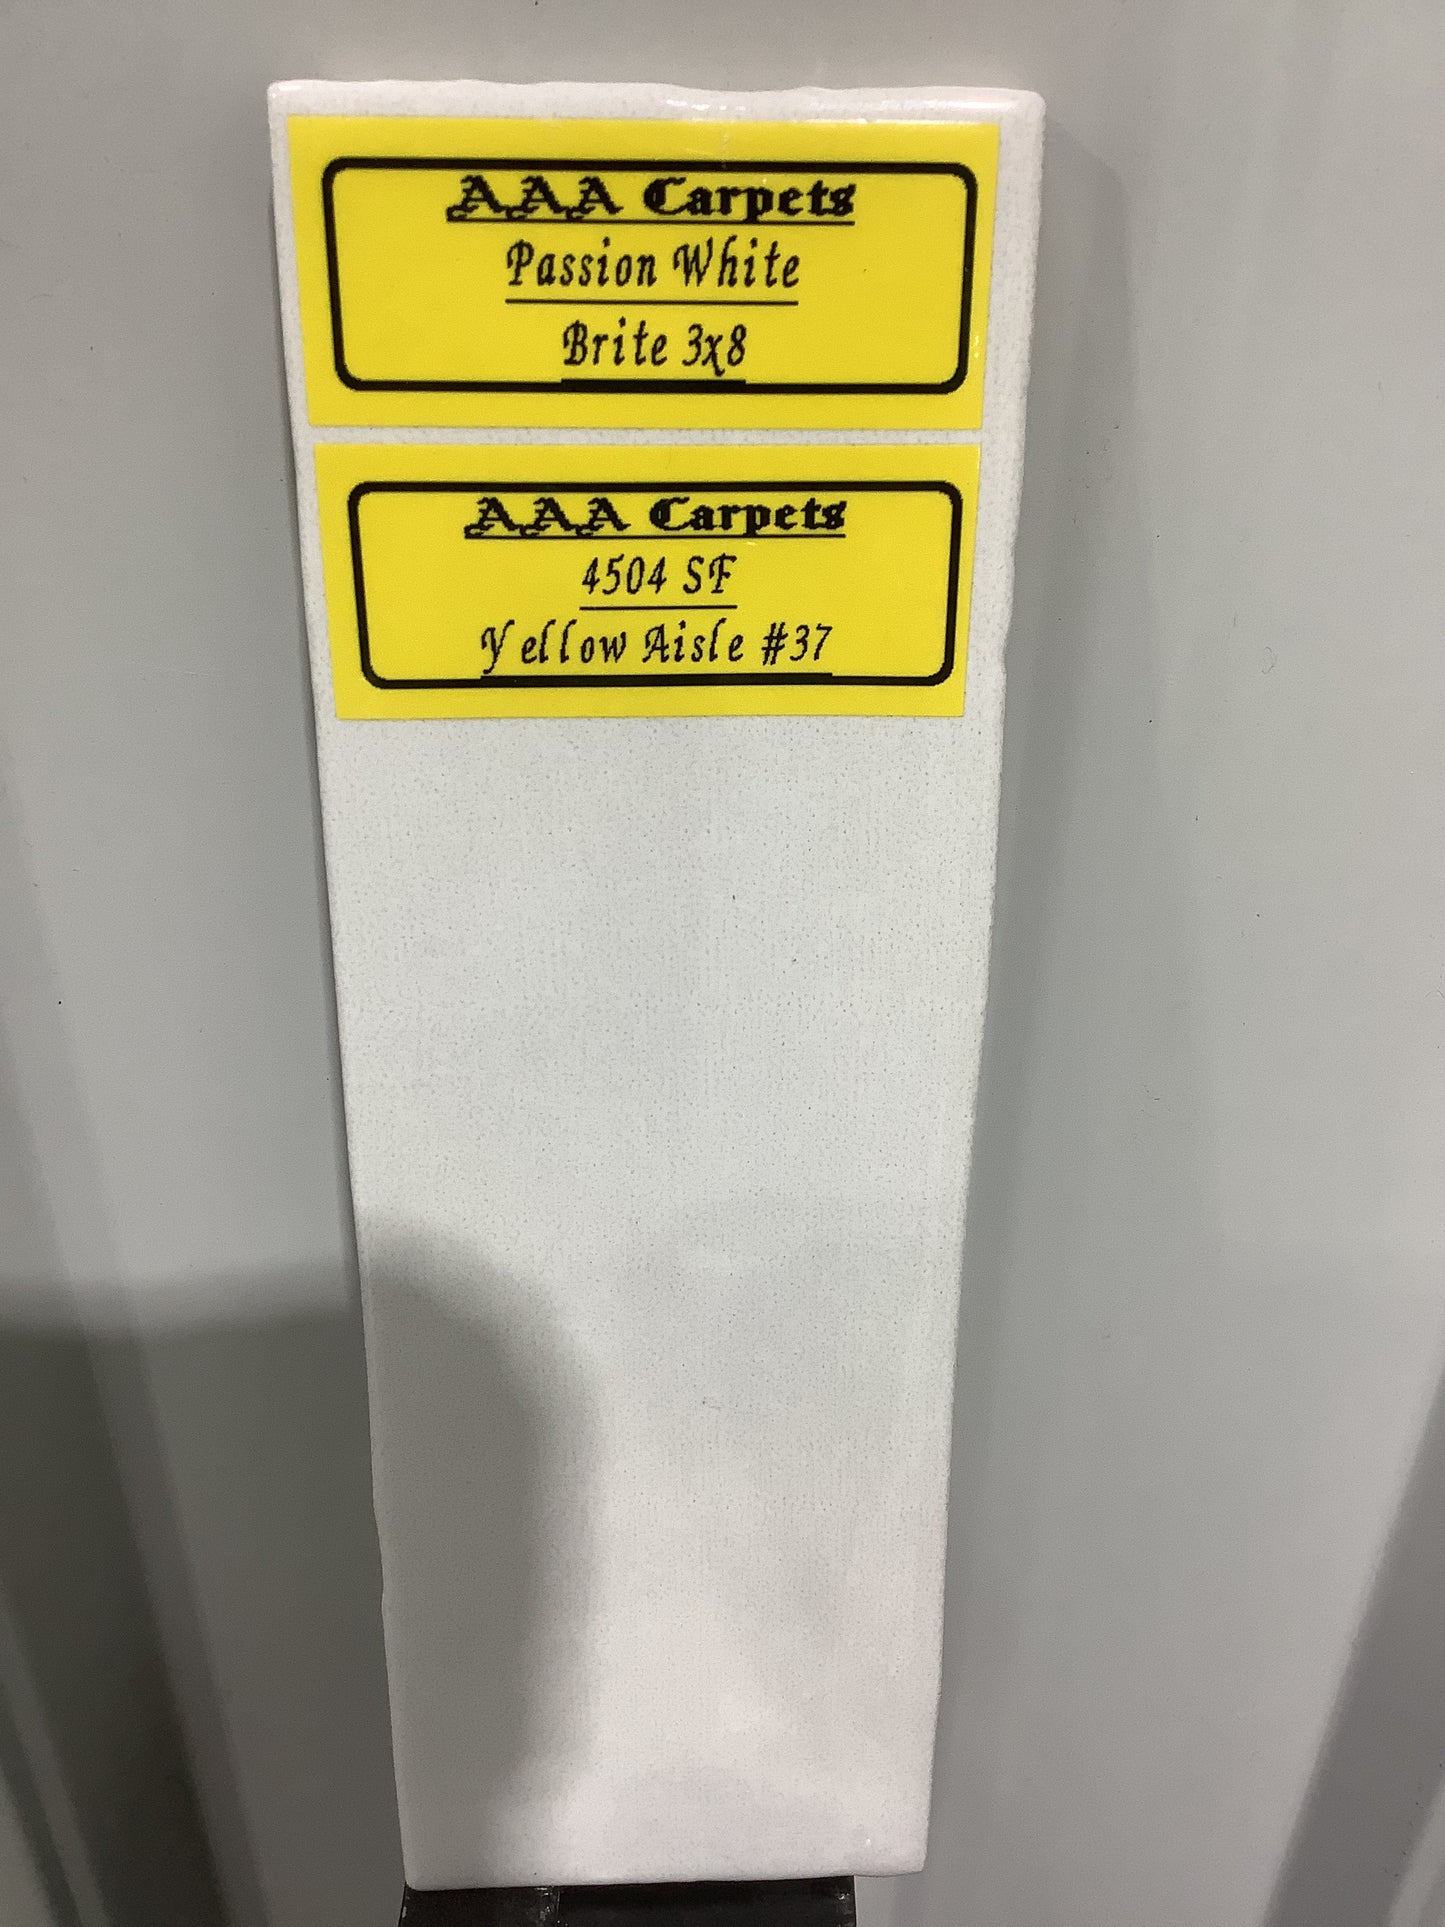 AAA Carpets
Passion White
Brite 3x8
AAA Carpets
4504 SF
Yellow Aisle #37